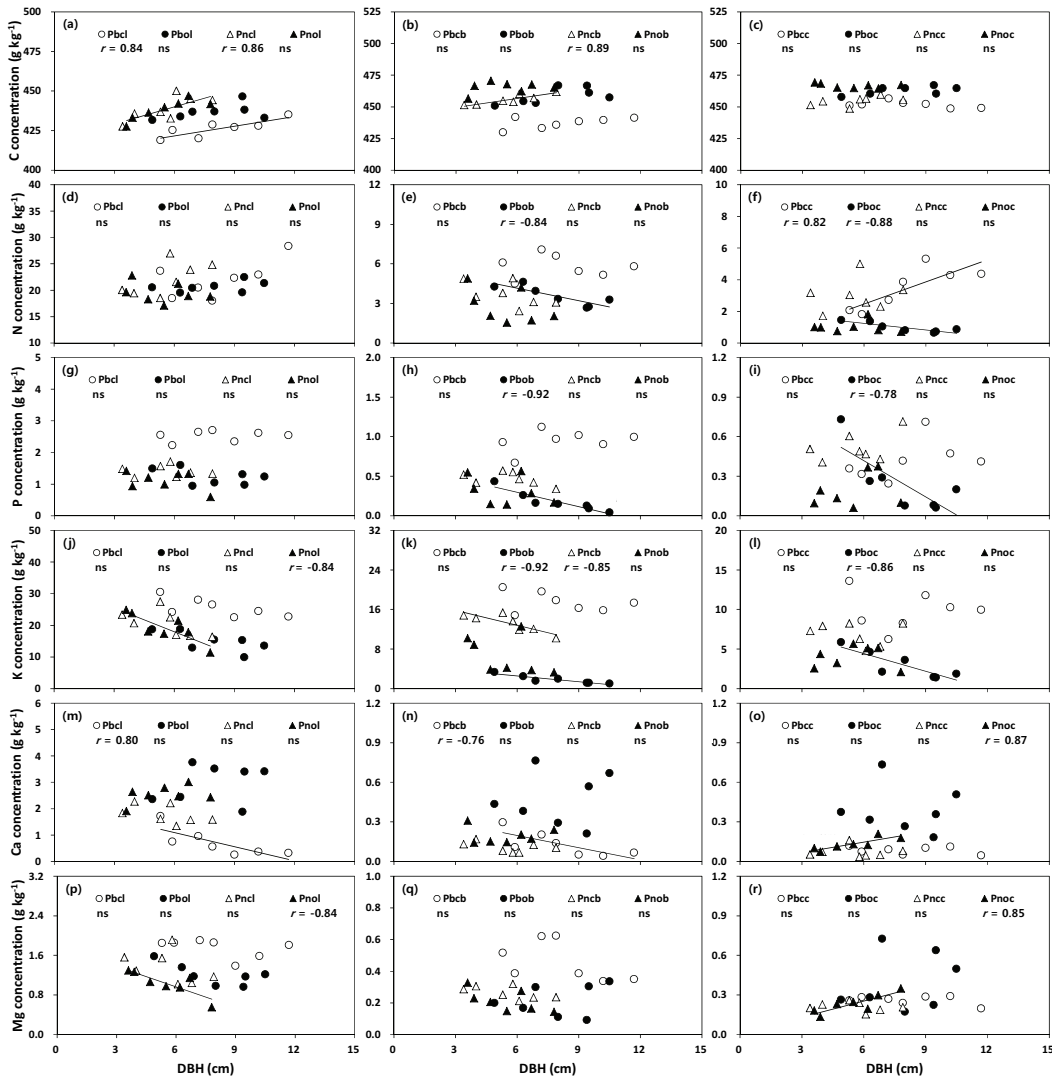 C concentration (g kg⁻¹)
500
475
450
425
400
(a)
Pbcl
Pbol
Pncl
Pnol
r = 0.84
ns
r = 0.86
ns
525
500
475
450
425
400
(b)
Pbcb
Pbob
Pncb
Pnob
ns
ns
r = 0.89
ns
525
500
475
450
425
400
(c)
Pbcc
Pboc
Pncc
Pnoc
ns
ns
ns
ns
N concentration (g kg⁻¹)
40
35
30
25
20
15
10
(d)
Pbcl
Pbol
Pncl
Pnol
ns
ns
ns
ns
12
9
6
3
0
(e)
Pbcb
Pbob
Pncb
Pnob
ns
r = -0.84
ns
ns
10
8
6
4
2
0
(f)
Pbcc
Pboc
Pncc
Pnoc
r = 0.82
r = -0.88
ns
ns
P concentration (g kg⁻¹)
5
4
3
2
1
0
(g)
Pbcl
Pbol
Pncl
Pnol
ns
ns
ns
ns
2.0
1.5
1.0
0.5
0.0
(h)
Pbcb
Pbob
Pncb
Pnob
ns
r = -0.92
ns
ns
1.2
0.9
0.6
0.3
0.0
(i)
Pbcc
Pboc
Pncc
Pnoc
ns
r = -0.78
ns
ns
K concentration (g kg⁻¹)
50
40
30
20
10
0
(j)
Pbcl
Pbol
Pncl
Pnol
ns
ns
ns
r = -0.84
32
24
16
8
0
(k)
Pbcb
Pbob
Pncb
Pnob
ns
r = -0.92
r = -0.85
ns
20
15
10
5
0
(l)
Pbcc
Pboc
Pncc
Pnoc
ns
r = -0.86
ns
ns
Ca concentration (g kg⁻¹)
6
5
4
3
2
1
0
(m)
Pbcl
Pbol
Pncl
Pnol
r = 0.80
ns
ns
ns
1.2
0.9
0.6
0.3
0.0
(n)
Pbcb
Pbob
Pncb
Pnob
r = -0.76
ns
ns
ns
1.2
0.9
0.6
0.3
0.0
(o)
Pbcc
Pboc
Pncc
Pnoc
ns
ns
ns
r = 0.87
Mg concentration (g kg⁻¹)
3.2
2.4
1.6
0.8
0.0
(p)
Pbcl
Pbol
Pncl
Pnol
ns
ns
ns
r = -0.84
1.0
0.8
0.6
0.4
0.2
0.0
(q)
Pbcb
Pbob
Pncb
Pnob
ns
ns
ns
ns
1.2
0.9
0.6
0.3
0.0
(r)
Pbcc
Pboc
Pncc
Pnoc
ns
ns
ns
r = 0.85
0 3 6 9 12 15
0 3 6 9 12 15
0 3 6 9 12 15
DBH (cm)
DBH (cm)
DBH (cm)